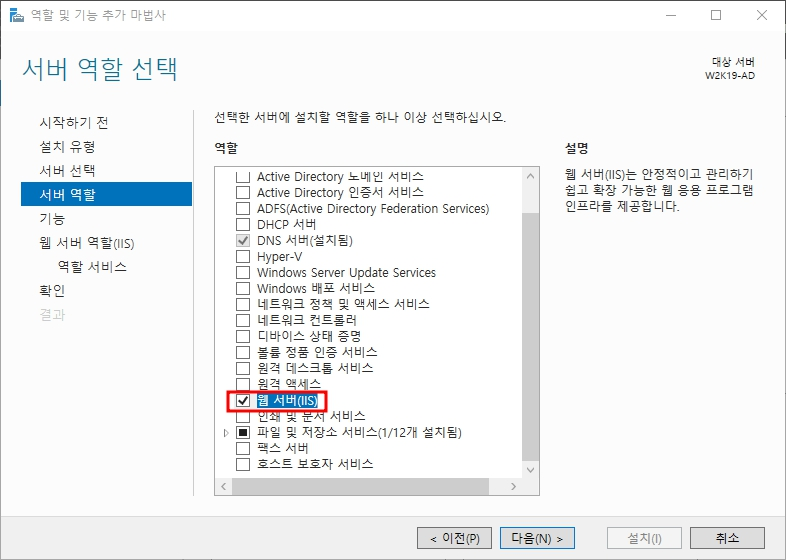 역할 및 기능 추가 마법사
서버 역할 선택
대상 서버
W2K19-AD
시작하기 전
설치 유형
서버 선택
서버 역할
기능
웹 서버 역할(IIS)
역할 서비스
확인
결과
선택한 서버에 설치할 역할을 하나 이상 선택하십시오.
역할
Active Directory 도메인 서비스
Active Directory 인증서 서비스
ADFS(Active Directory Federation Services)
DHCP 서버
DNS 서버(설치됨)
Hyper-V
Windows Server Update Services
Windows 배포 서비스
네트워크 정책 및 액세스 서비스
네트워크 컨트롤러
디바이스 상태 증명
볼륨 정품 인증 서비스
원격 데스크톱 서비스
원격 액세스
웹 서버(IIS)
인쇄 및 문서 서비스
파일 및 저장소 서비스(1/12개 설치됨)
팩스 서버
호스트 보호자 서비스
설명
웹 서버(IIS)는 안정적이고 관리하기
쉽고 확장 가능한 웹 응용 프로그램
인프라를 제공합니다.
< 이전(P)
다음(N) >
설치(I)
취소